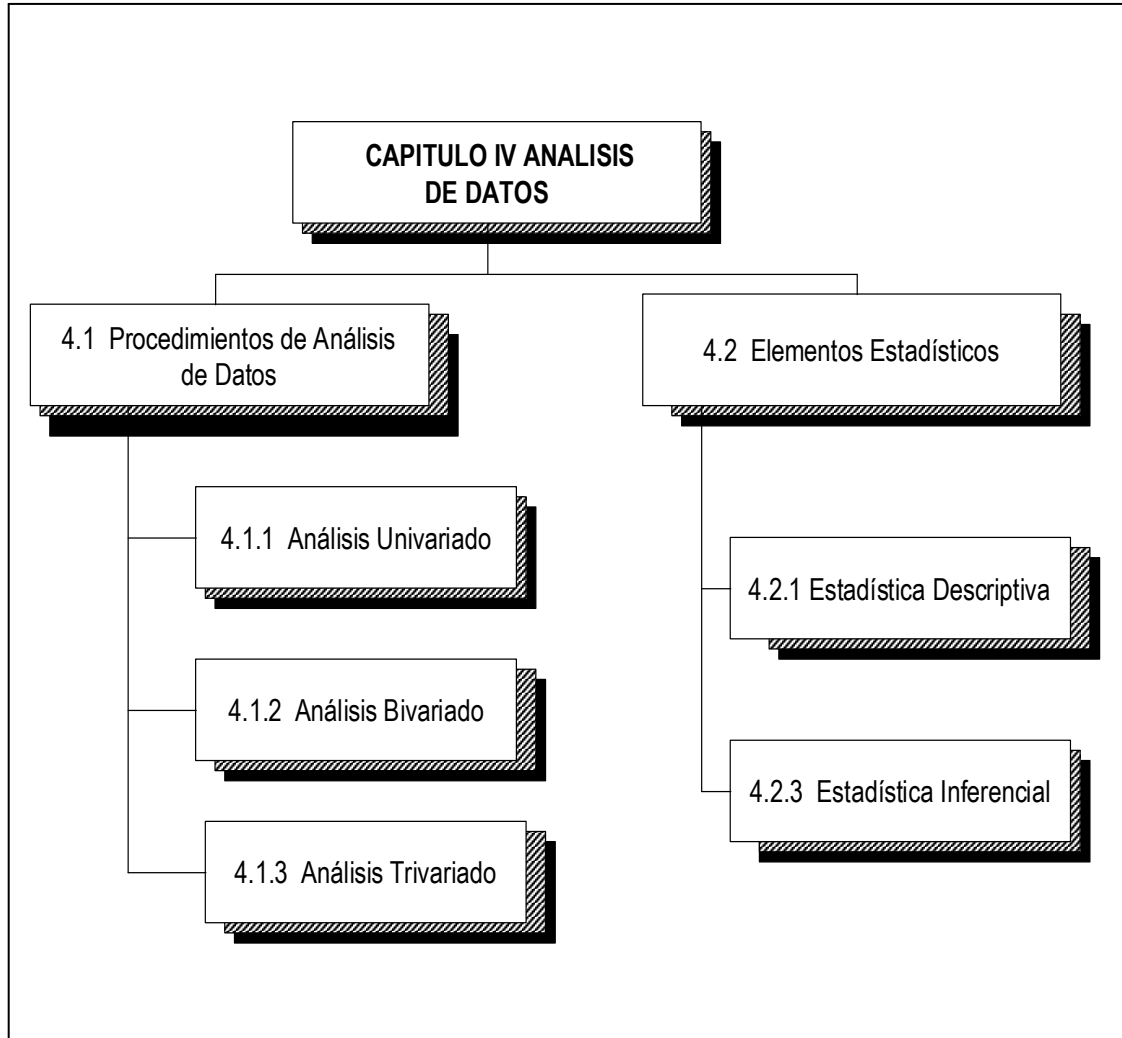 CAPITULO IV ANALISIS
DE DATOS
4.1 Procedimientos de Análisis
de Datos
4.1.1 Análisis Univariado
4.1.2 Análisis Bivariado
4.1.3 Análisis Trivariado
4.2 Elementos Estadísticos
4.2.1 Estadística Descriptiva
4.2.3 Estadística Inferencial